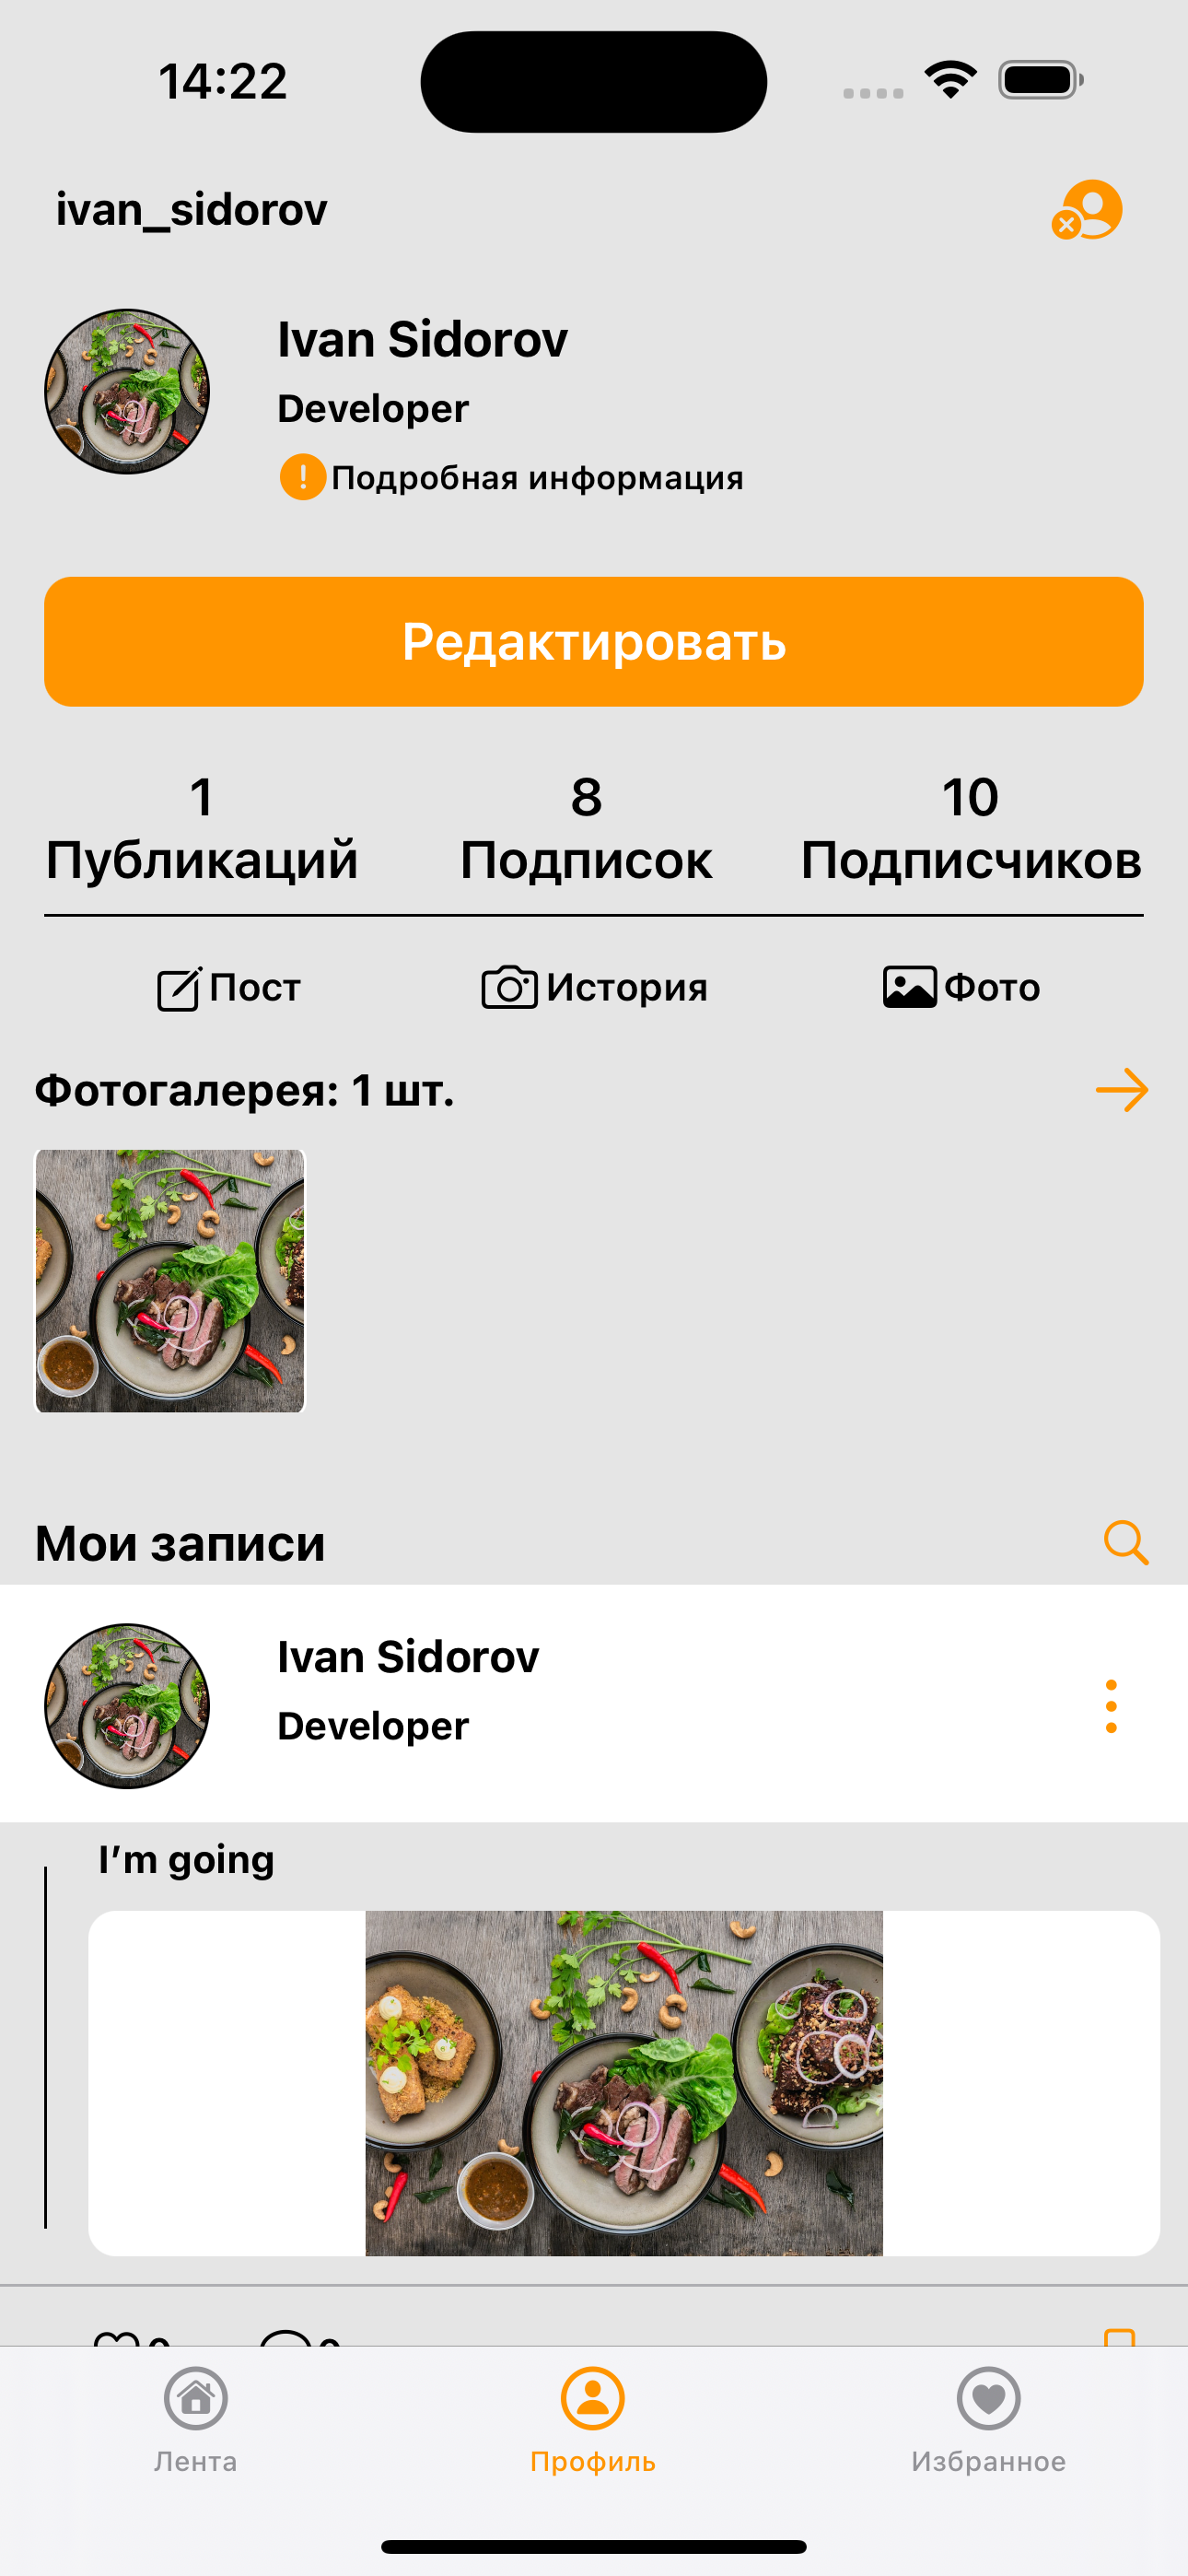 14:22
ivan_sidorov
Ivan Sidorov
Developer
Подробная информация
Редактировать
1 8 10
Публикаций Подписок Подписчиков
Пост История Фото
Фотогалерея: 1 шт.
Мои записи
Ivan Sidorov
Developer
I’m going
Лента Профиль Избранное